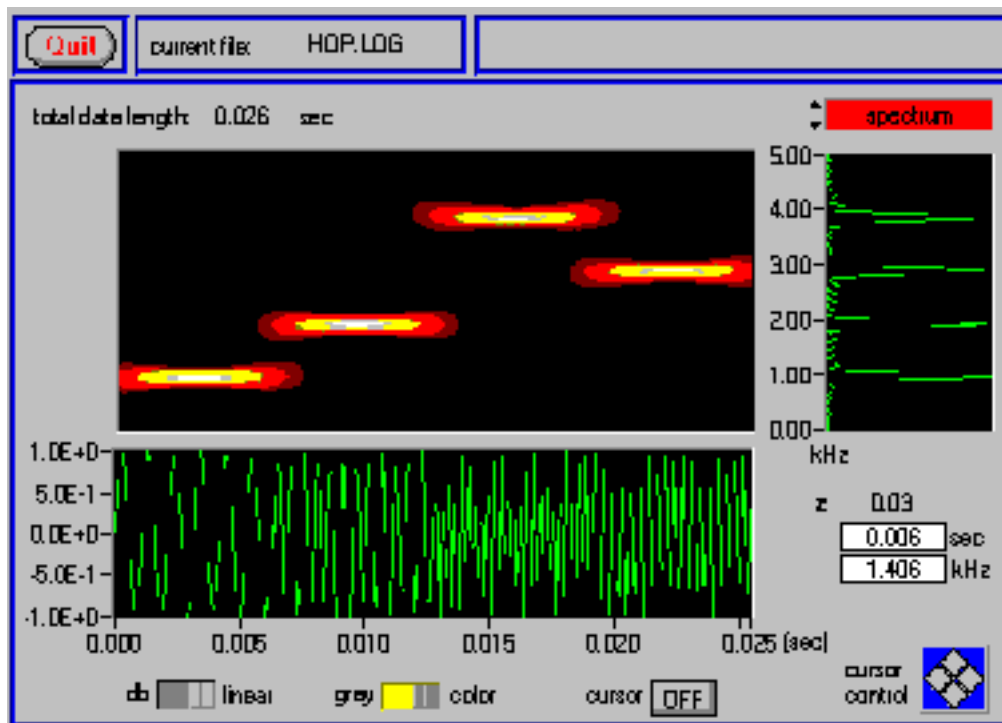 Quit
current file: HOP.LOG
total data length: 0.026 sec
spectrum
5.00
4.00
3.00
2.00
1.00
0.00
kHz
1.0E+0
5.0E-1
0.0E+0
-5.0E-1
-1.0E+0
0.000 0.005 0.010 0.015 0.020 0.025 (sec)
z 0.03
0.006 sec
1.406 kHz
db linear
grey color
cursor OFF
cursor
control